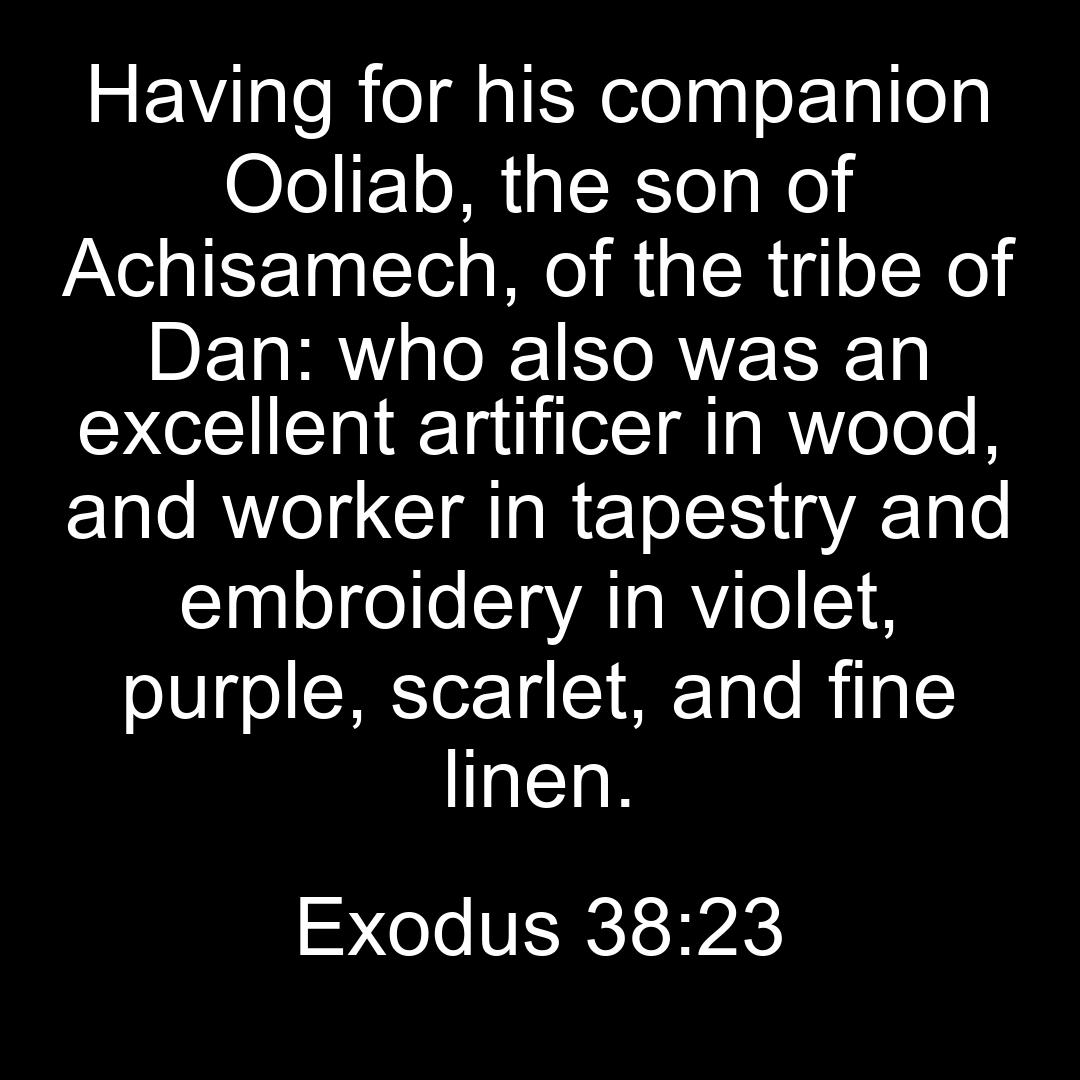 Having for his companion
Ooliab, the son of
Achisamech, of the tribe of
Dan: who also was an
excellent artificer in wood,
and worker in tapestry and
embroidery in violet,
purple, scarlet, and fine
linen.
Exodus 38:23